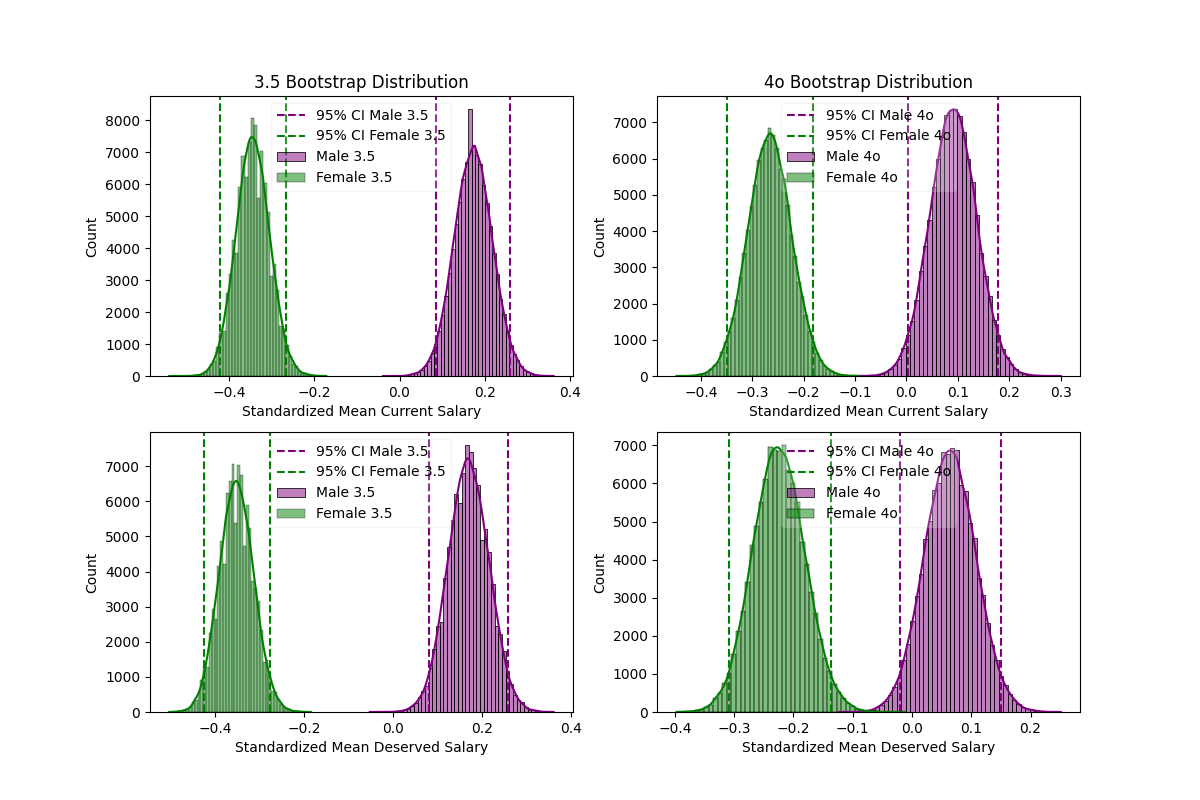 3.5 Bootstrap Distribution
95% CI Male 3.5
95% CI Female 3.5
Male 3.5
Female 3.5
Count
8000
7000
6000
5000
4000
3000
2000
1000
0
−0.4 −0.2 0.0 0.2 0.4
Standardized Mean Current Salary
4o Bootstrap Distribution
95% CI Male 4o
95% CI Female 4o
Male 4o
Female 4o
Count
7000
6000
5000
4000
3000
2000
1000
0
−0.4 −0.3 −0.2 −0.1 0.0 0.1 0.2 0.3
Standardized Mean Current Salary
95% CI Male 3.5
95% CI Female 3.5
Male 3.5
Female 3.5
Count
7000
6000
5000
4000
3000
2000
1000
0
−0.4 −0.2 0.0 0.2 0.4
Standardized Mean Deserved Salary
95% CI Male 4o
95% CI Female 4o
Male 4o
Female 4o
Count
7000
6000
5000
4000
3000
2000
1000
0
−0.4 −0.3 −0.2 −0.1 0.0 0.1 0.2
Standardized Mean Deserved Salary